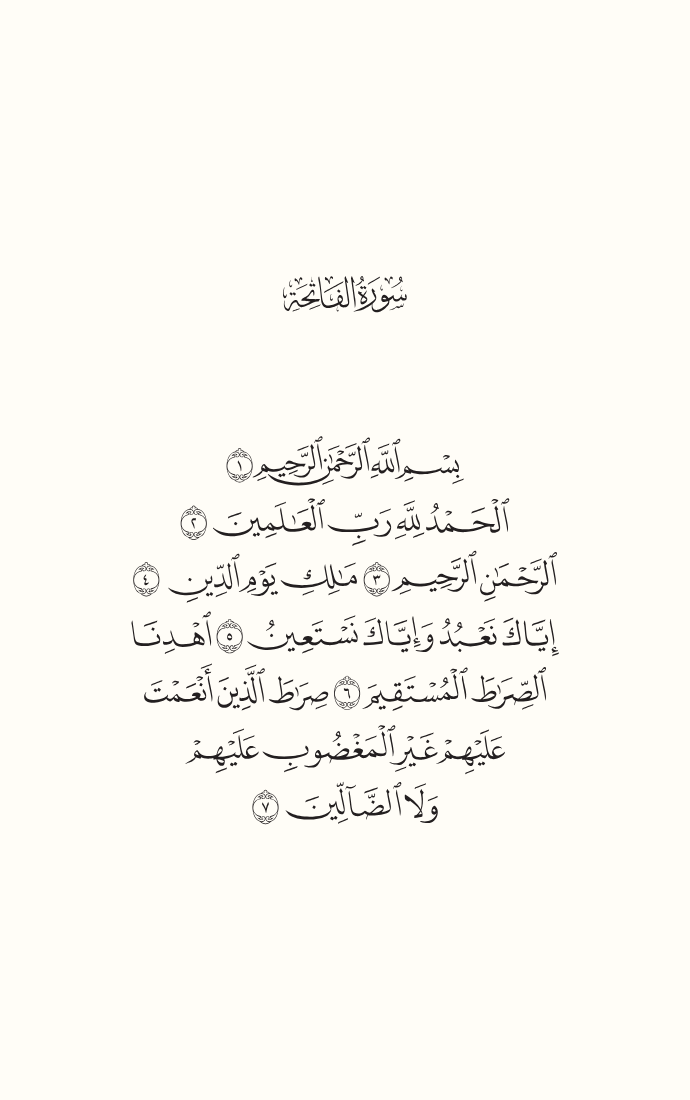 سُورَةُ الفَاتِحَةِ
بِسْمِ ٱللَّهِ ٱلرَّحْمَٰنِ ٱلرَّحِيمِ ١
ٱلْحَمْدُ لِلَّهِ رَبِّ ٱلْعَٰلَمِينَ ٢
ٱلرَّحْمَٰنِ ٱلرَّحِيمِ ٣ مَٰلِكِ يَوْمِ ٱلدِّينِ ٤
إِيَّاكَ نَعْبُدُ وَإِيَّاكَ نَسْتَعِينُ ٥ ٱهْدِنَا
ٱلصِّرَٰطَ ٱلْمُسْتَقِيمَ ٦ صِرَٰطَ ٱلَّذِينَ أَنْعَمْتَ
عَلَيْهِمْ غَيْرِ ٱلْمَغْضُوبِ عَلَيْهِمْ
وَلَا ٱلضَّآلِّينَ ٧